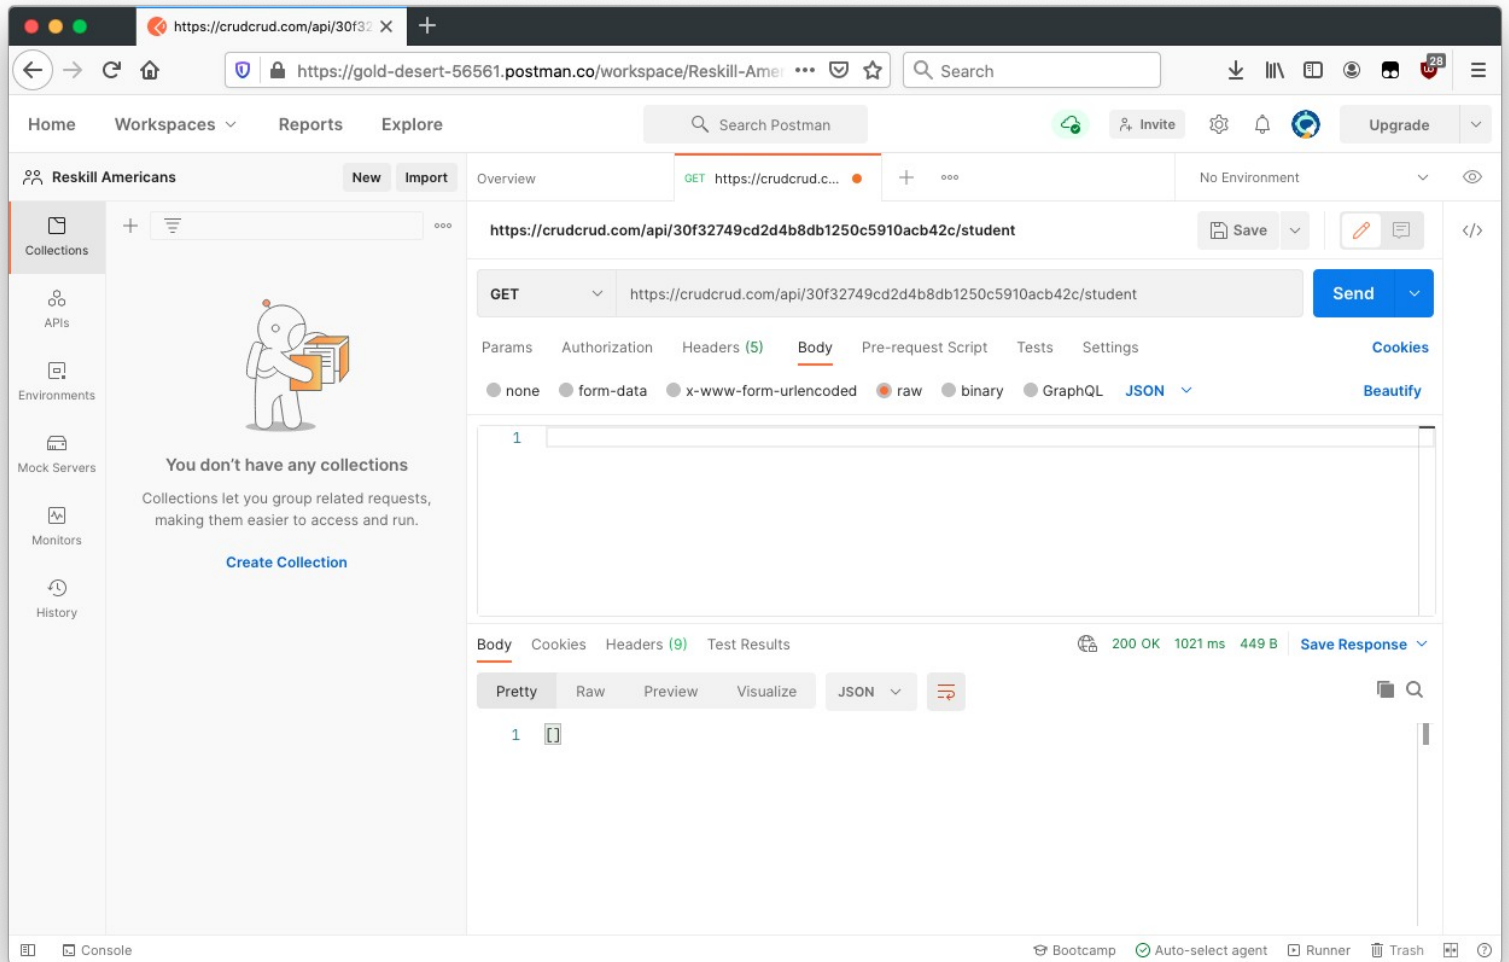 https://crudcrud.com/api/30f32
https://gold-desert-56561.postman.co/workspace/Reskill-Amer
Search
28
Home Workspaces Reports Explore
Search Postman
Invite
Upgrade
Reskill Americans
New Import
Overview
GET https://crudcrud.c...
No Environment
Collections
APIs
Environments
Mock Servers
Monitors
History
You don't have any collections
Collections let you group related requests,
making them easier to access and run.
Create Collection
https://crudcrud.com/api/30f32749cd2d4b8db1250c5910acb42c/student
Save
GET https://crudcrud.com/api/30f32749cd2d4b8db1250c5910acb42c/student
Send
Params Authorization Headers (5) Body Pre-request Script Tests Settings Cookies
none form-data x-www-form-urlencoded raw binary GraphQL JSON Beautify
1
Body Cookies Headers (9) Test Results 200 OK 1021 ms 449 B Save Response
Pretty Raw Preview Visualize JSON
1 []
Console
Bootcamp Auto-select agent Runner Trash